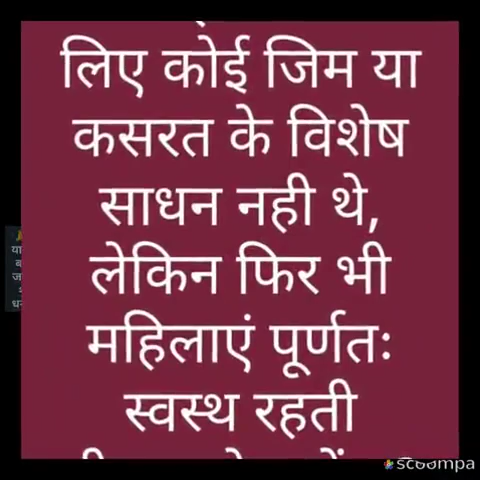 लिए कोई जिम या
कसरत के विशेष
साधन नही थे,
लेकिन फिर भी
महिलाएं पूर्णतः
स्वस्थ रहती
scoompa